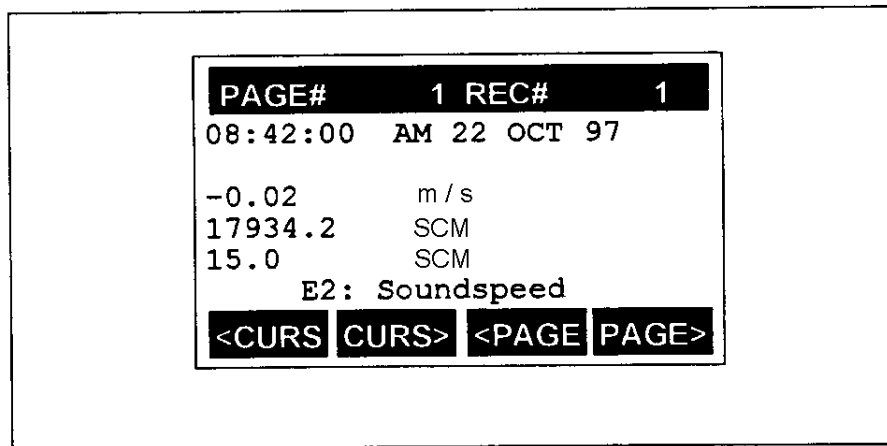 PAGE# 1 REC# 1
08:42:00 AM 22 OCT 97
-0.02 m / s
17934.2 SCM
15.0 SCM
E2: Soundspeed
<CURS CURS> <PAGE PAGE>